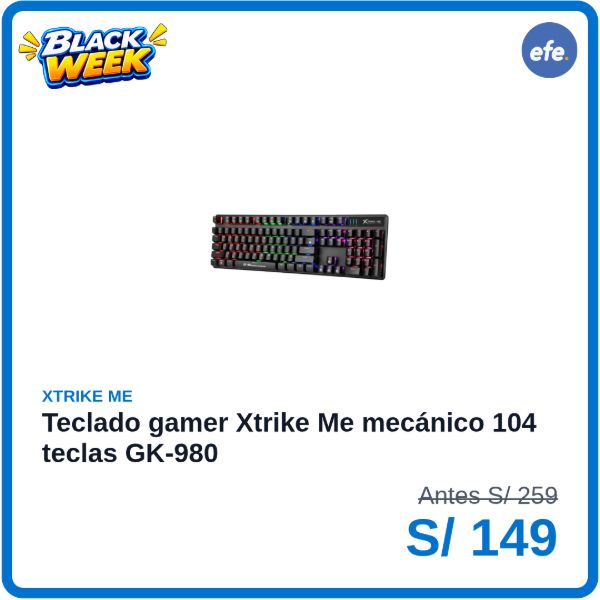 BLACK
WEEK
efe.
XTRIKE ME
Teclado gamer Xtrike Me mecánico 104
teclas GK-980
Antes S/ 259
S/ 149